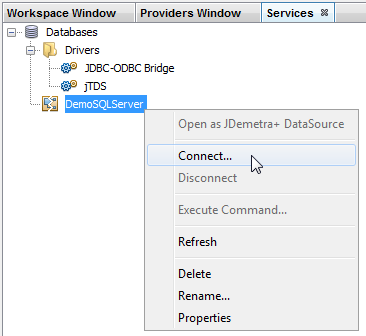 Workspace Window Providers Window Services
Databases
Drivers
JDBC-ODBC Bridge
jTDS
DemoSQLServer
Open as JDemetra+ DataSource
Connect...
Disconnect
Execute Command...
Refresh
Delete
Rename...
Properties